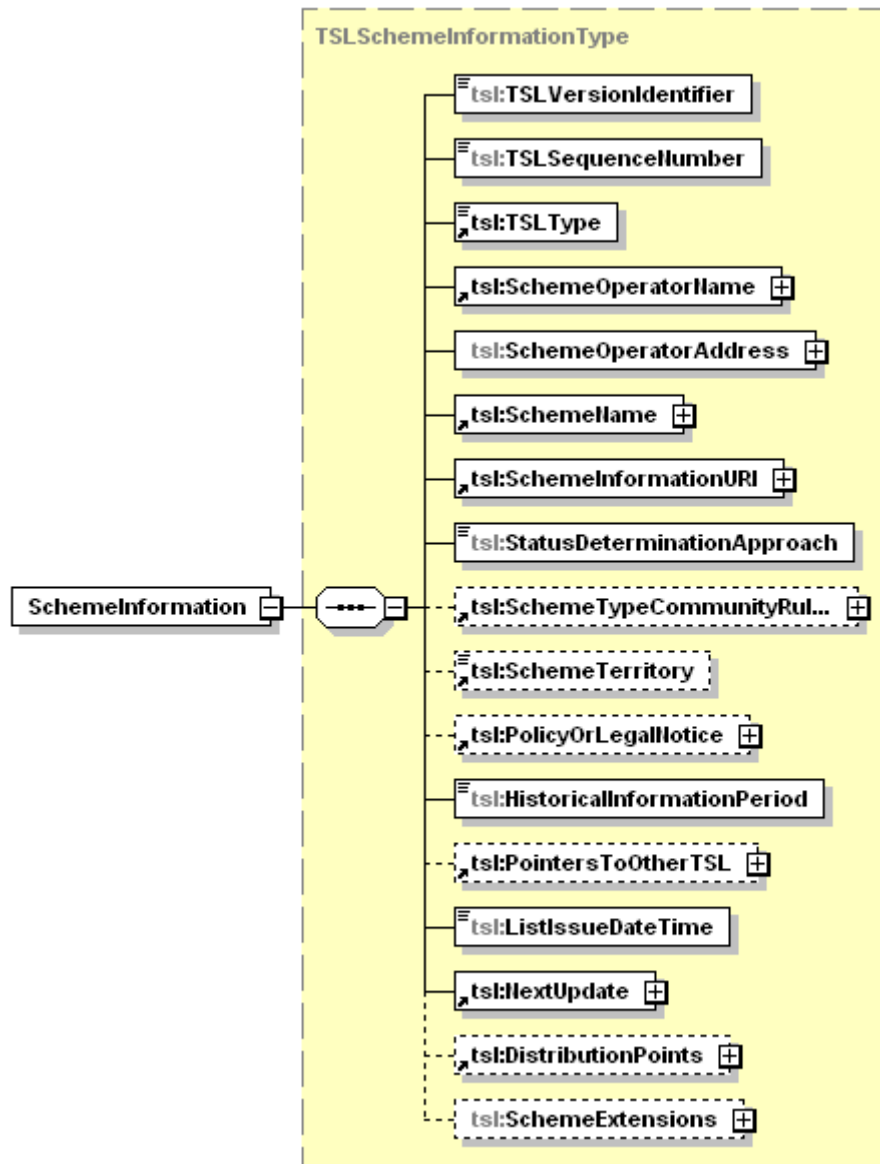 TSLSchemeInformationType
tsl:TSLVersionIdentifier
tsl:TSLSequenceNumber
tsl:TSLType
tsl:SchemeOperatorName
tsl:SchemeOperatorAddress
tsl:SchemeName
tsl:SchemeInformationURI
tsl:StatusDeterminationApproach
SchemeInformation
tsl:SchemeTypeCommunityRul...
tsl:SchemeTerritory
tsl:PolicyOrLegalNotice
tsl:HistoricalInformationPeriod
tsl:PointersToOtherTSL
tsl:ListIssueDateTime
tsl:NextUpdate
tsl:DistributionPoints
tsl:SchemeExtensions